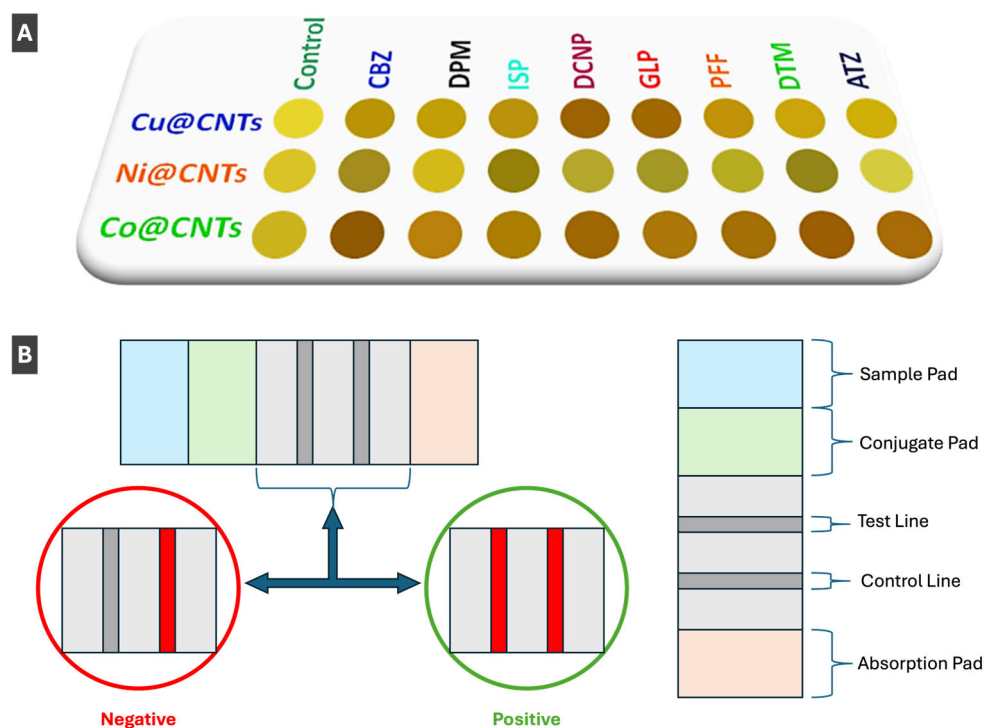 A
Control
CBZ
DPM
ISP
DCNP
GLP
PFF
DTM
ATZ
Cu@CNTs
Ni@CNTs
Co@CNTs
B
Sample Pad
Conjugate Pad
Test Line
Control Line
Absorption Pad
Negative
Positive